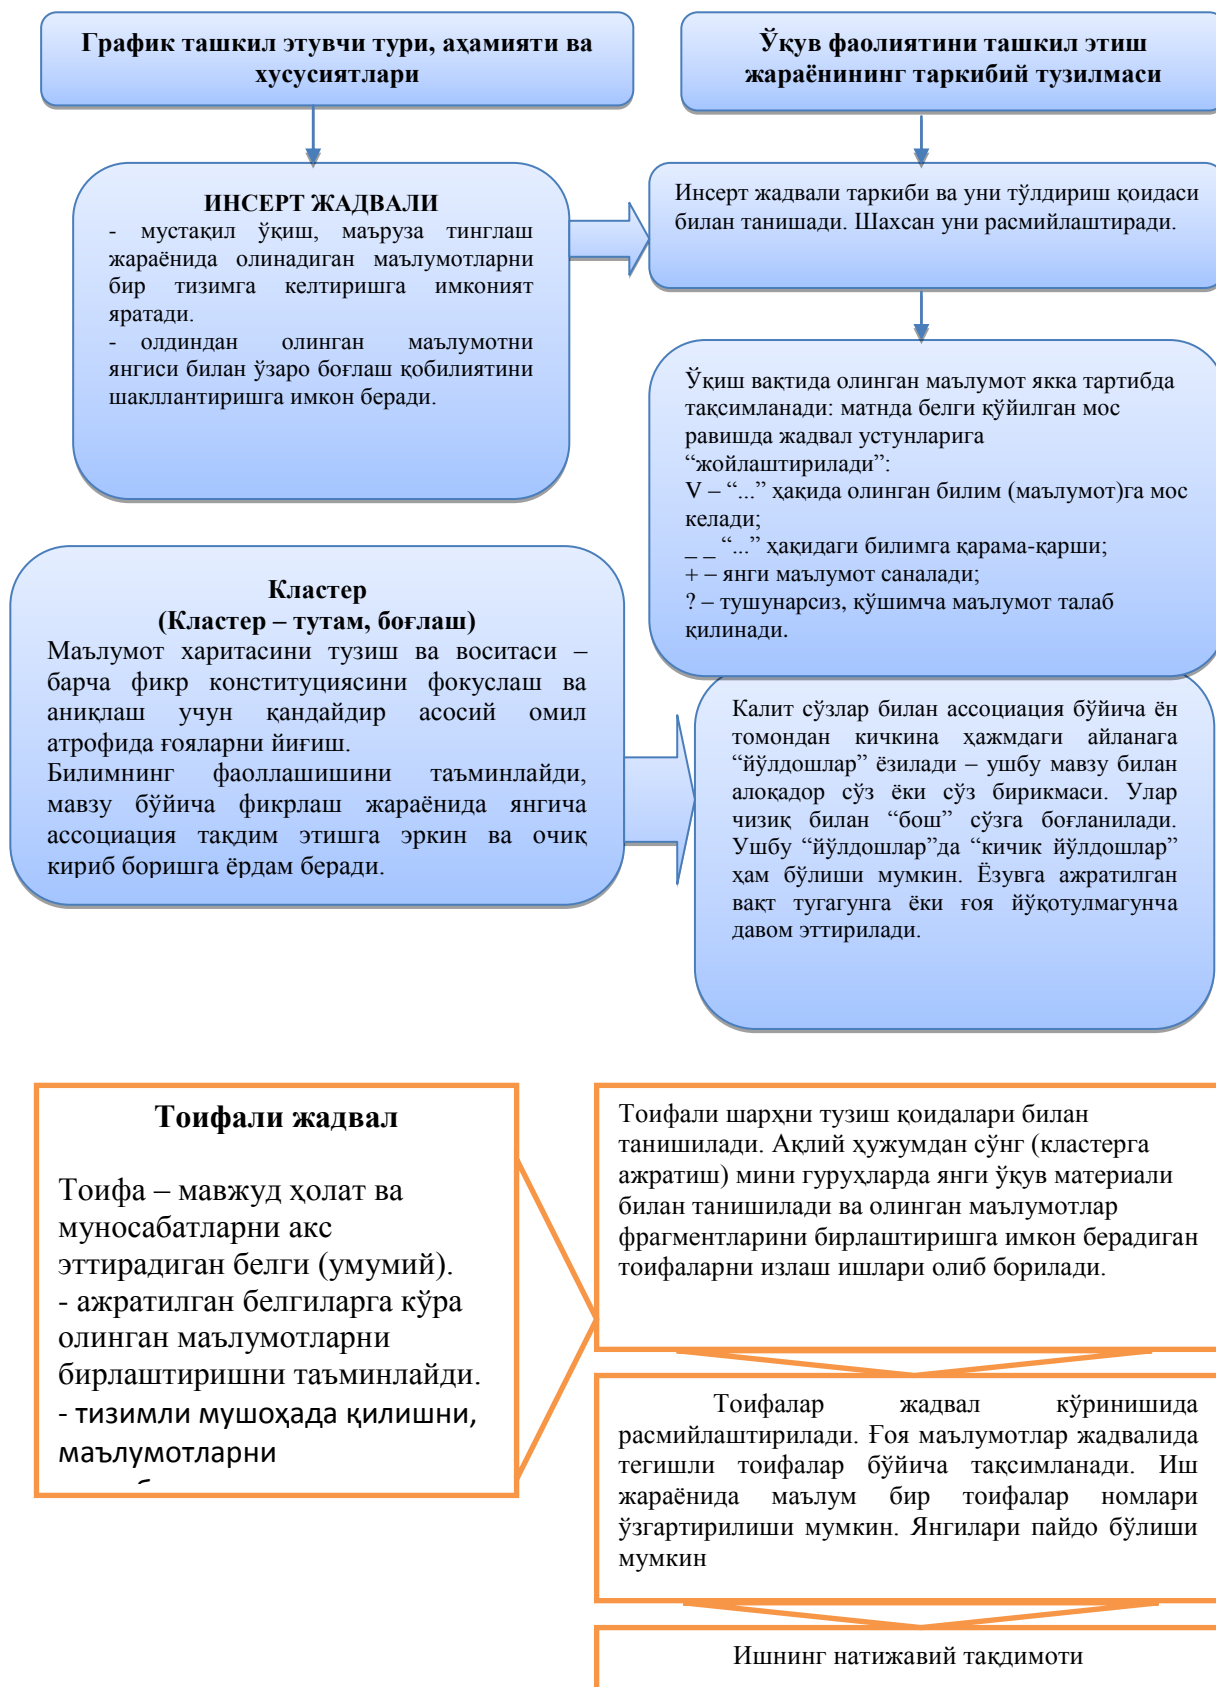 График ташкил этувчи тури, аҳамияти ва
хусусиятлари
Ўқув фаолиятини ташкил этиш
жараёнининг таркибий тузилмаси
ИНСЕРТ ЖАДВАЛИ
- мустақил ўқиш, маъруза тинглаш
жараёнида олинадиган маълумотларни
бир тизимга келтиришга имконият
яратади.
- олдиндан олинган маълумотни
янгиси билан ўзаро боғлаш қобилиятини
шакллантиришга имкон беради.
Инсерт жадвали таркиби ва уни тўлдириш қоидаси
билан танишади. Шахсан уни расмийлаштиради.
Ўқиш вақтида олинган маълумот якка тартибда
тақсимланади: матнда белги қўйилган мос
равишда жадвал устунларига
“жойлаштирилади”:
V – “...” ҳақида олинган билим (маълумот)га мос
келади;
_ _ “...” ҳақидаги билимга қарама-қарши;
+ – янги маълумот саналади;
? – тушунарсиз, қўшимча маълумот талаб
қилинади.
Кластер
(Кластер – тутам, боғлаш)
Маълумот харитасини тузиш ва воситаси –
барча фикр конституциясини фокуслаш ва
аниқлаш учун қандайдир асосий омил
атрофида ғояларни йиғиш.
Билимнинг фаоллашишини таъминлайди,
мавзу бўйича фикрлаш жараёнида янгича
ассоциация тақдим этишга эркин ва очиқ
кириб боришга ёрдам беради.
Калит сўзлар билан ассоциация бўйича ён
томондан кичкина ҳажмдаги айланага
“йўлдошлар” ёзилади – ушбу мавзу билан
алоқадор сўз ёки сўз бирикмаси. Улар
чизиқ билан “бош” сўзга боғланилади.
Ушбу “йўлдошлар”да “кичик йўлдошлар”
ҳам бўлиши мумкин. Ёзувга ажратилган
вақт тугагунга ёки ғоя йўқотулмагунча
давом эттирилади.
Тоифали жадвал
Тоифа – мавжуд ҳолат ва
муносабатларни акс
эттирадиган белги (умумий).
- ажратилган белгиларга кўра
олинган маълумотларни
бирлаштиришни таъминлайди.
- тизимли мушоҳада қилишни,
маълумотларни
Тоифали шарҳни тузиш қоидалари билан
танишилади. Ақлий ҳужумдан сўнг (кластерга
ажратиш) мини гуруҳларда янги ўқув материали
билан танишилади ва олинган маълумотлар
фрагментларини бирлаштиришга имкон берадиган
тоифаларни излаш ишлари олиб борилади.
Тоифалар жадвал кўринишида
расмийлаштирилади. Ғоя маълумотлар жадвалида
тегишли тоифалар бўйича тақсимланади. Иш
жараёнида маълум бир тоифалар номлари
ўзгартирилиши мумкин. Янгилари пайдо бўлиши
мумкин
Ишнинг натижавий тақдимоти